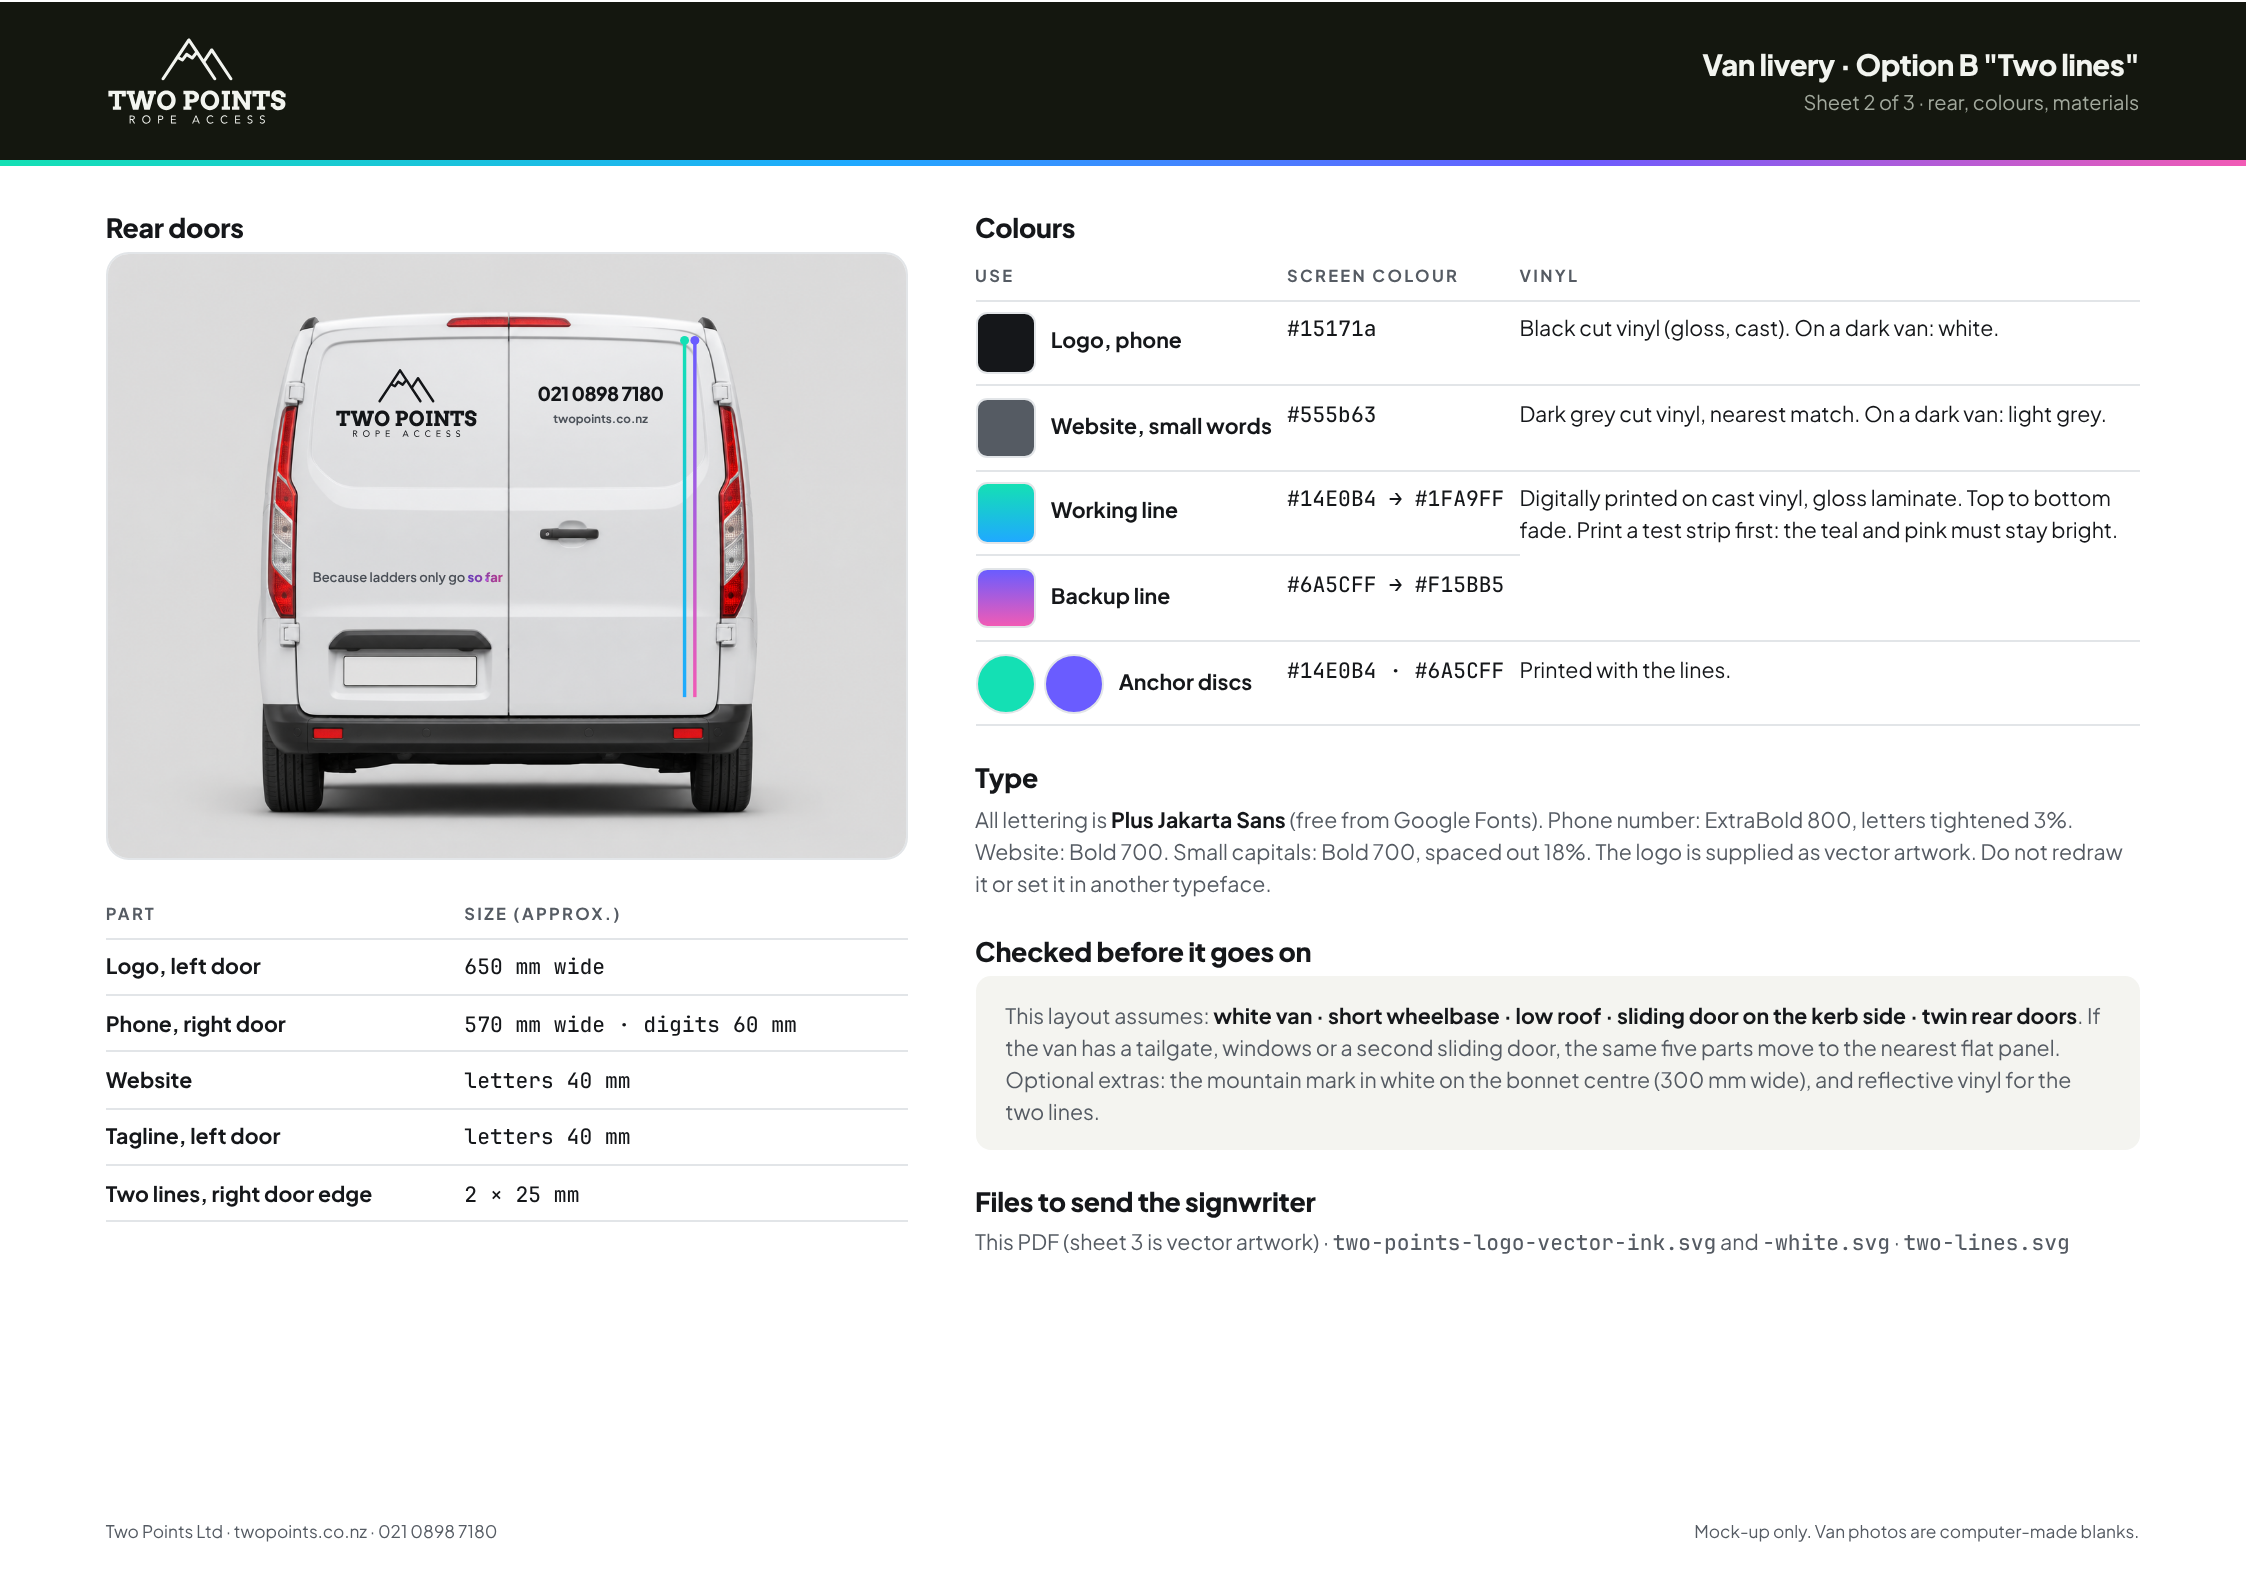 TWO POINTS
ROPE ACCESS
Van livery · Option B "Two lines"
Sheet 2 of 3 · rear, colours, materials
Rear doors
TWO POINTS
ROPE ACCESS
021 0898 7180
twopoints.co.nz
Because ladders only go so far
PART SIZE (APPROX.)
Logo, left door 650 mm wide
Phone, right door 570 mm wide · digits 60 mm
Website letters 40 mm
Tagline, left door letters 40 mm
Two lines, right door edge 2 × 25 mm
Colours
USE SCREEN COLOUR VINYL
Logo, phone #15171a Black cut vinyl (gloss, cast). On a dark van: white.
Website, small words #555b63 Dark grey cut vinyl, nearest match. On a dark van: light grey.
Working line #14E0B4 → #1FA9FF Digitally printed on cast vinyl, gloss laminate. Top to bottom
fade. Print a test strip first: the teal and pink must stay bright.
Backup line #6A5CFF → #F15BB5
Anchor discs #14E0B4 · #6A5CFF Printed with the lines.
Type
All lettering is Plus Jakarta Sans (free from Google Fonts). Phone number: ExtraBold 800, letters tightened 3%.
Website: Bold 700. Small capitals: Bold 700, spaced out 18%. The logo is supplied as vector artwork. Do not redraw
it or set it in another typeface.
Checked before it goes on
This layout assumes: white van · short wheelbase · low roof · sliding door on the kerb side · twin rear doors. If
the van has a tailgate, windows or a second sliding door, the same five parts move to the nearest flat panel.
Optional extras: the mountain mark in white on the bonnet centre (300 mm wide), and reflective vinyl for the
two lines.
Files to send the signwriter
This PDF (sheet 3 is vector artwork) · two-points-logo-vector-ink.svg and -white.svg · two-lines.svg
Two Points Ltd · twopoints.co.nz · 021 0898 7180
Mock-up only. Van photos are computer-made blanks.